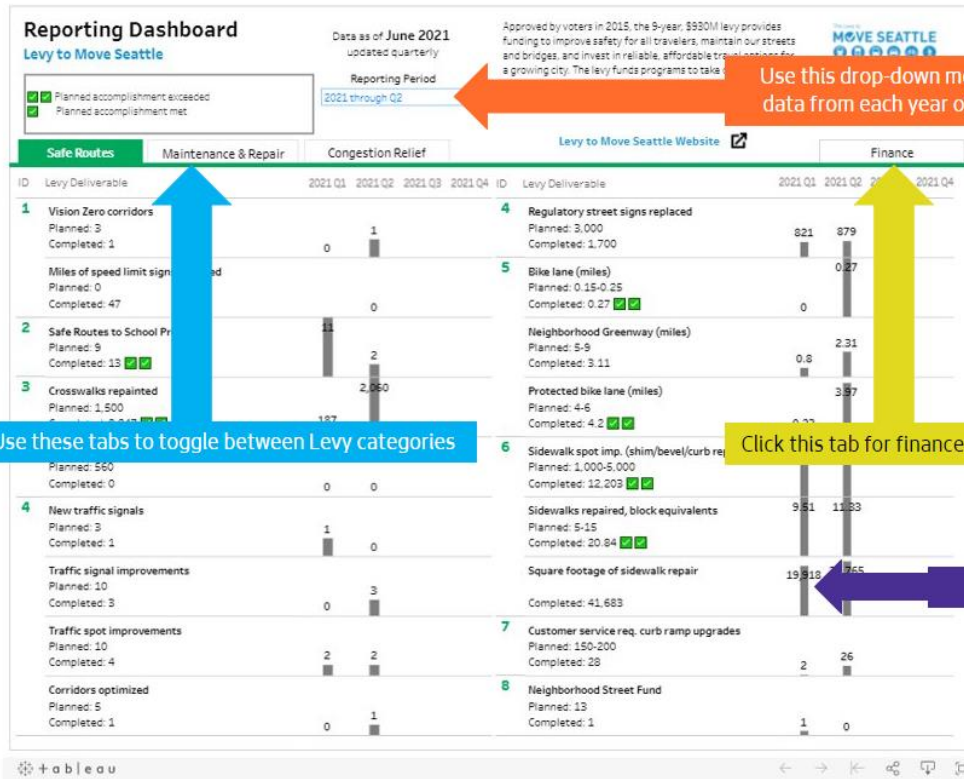 Reporting Dashboard
Levy to Move Seattle
Planned accomplishment exceeded
Planned accomplishment met
Data as of June 2021
updated quarterly
Reporting Period
2021 through Q2
Approved by voters in 2015, the 9-year, $930M levy provides
funding to improve safety for all travelers, maintain our streets
and bridges, and invest in reliable, affordable
a growing city. The levy funds programs to take
MOVE SEATTLE
Use this drop-down
data from each year
Levy to Move Seattle Website
Safe Routes
Maintenance & Repair
Congestion Relief
Finance
ID Levy Deliverable 2021 Q1 2021 Q2 2021 Q3 2021 Q4
1 Vision Zero corridors
Planned: 3
Completed: 1
0 1
Miles of speed limit
Planned: 0
Completed: 47
0
2 Safe Routes to School
Planned: 9
Completed: 13
11 2
3 Crosswalks repainted
Planned: 1,500
187 2,060
Use these tabs to toggle between Levy categories
Planned: 560
Completed: 0
0 0
4 New traffic signals
Planned: 3
Completed: 1
1 0
Traffic signal improvements
Planned: 10
Completed: 3
0 3
Traffic spot improvements
Planned: 10
Completed: 4
2 2
Corridors optimized
Planned: 5
Completed: 1
0 1
ID Levy Deliverable 2021 Q1 2021 Q2 2021 Q4
4 Regulatory street signs replaced
Planned: 3,000
Completed: 1,700
821 879
5 Bike lane (miles)
Planned: 0.15-0.25
Completed: 0.27
0 0.27
Neighborhood Greenway (miles)
Planned: 5-9
Completed: 3.11
0.8 2.31
Protected bike lane (miles)
Planned: 4-6
Completed: 4.2
3.97
Click this tab for finance
6 Sidewalk spot imp. (shim/bevel/curb
Planned: 1,000-5,000
Completed: 12,203
Sidewalks repaired, block equivalents
Planned: 5-15
Completed: 20.84
9.51 11.33
Square footage of sidewalk repair
Completed: 41,683
19,918
7 Customer service req. curb ramp upgrades
Planned: 150-200
Completed: 28
2 26
8 Neighborhood Street Fund
Planned: 13
Completed: 1
1 0
+ableau